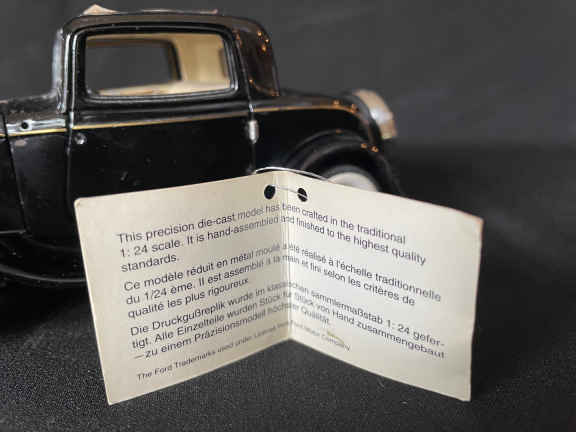 This precision die-cast model has been crafted in the traditional
1: 24 scale. It is hand-assembled and finished to the highest quality
standards.
Ce modèle réduit en métal moulé a été réalisé à l'échelle traditionnelle
du 1/24 ème. Il est assemblé à la main et fini selon les critères de
qualité les plus rigoureux.
Die Druckgußreplik wurde im klassischen sammlermaßstab 1: 24 gefer-
tigt. Alle Einzelteile wurden Stück für Stück von Hand zusammengebaut
—zu einem Präzisionsmodell höchster Qualität.
The Ford Trademarks used under License from Ford Motor Company